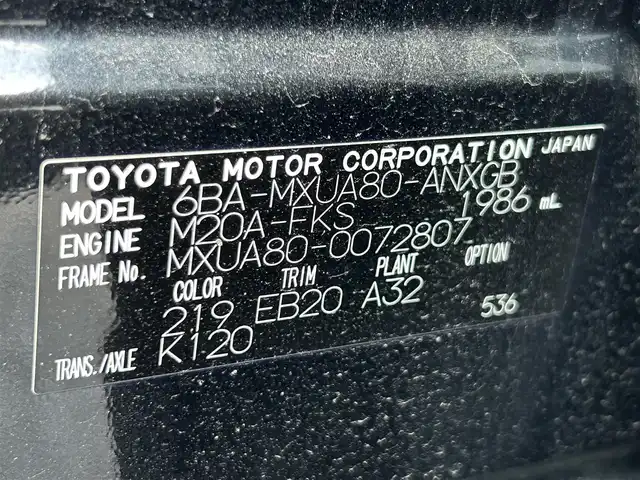 TOYOTA MOTOR CORPORATION JAPAN
MODEL 6BA-MXUA80-ANXGB
ENGINE M20A-FKS 1986 mL
FRAME No. MXUA80-0072807
COLOR TRIM PLANT OPTION
219 EB20 A32 536
TRANS./AXLE K120